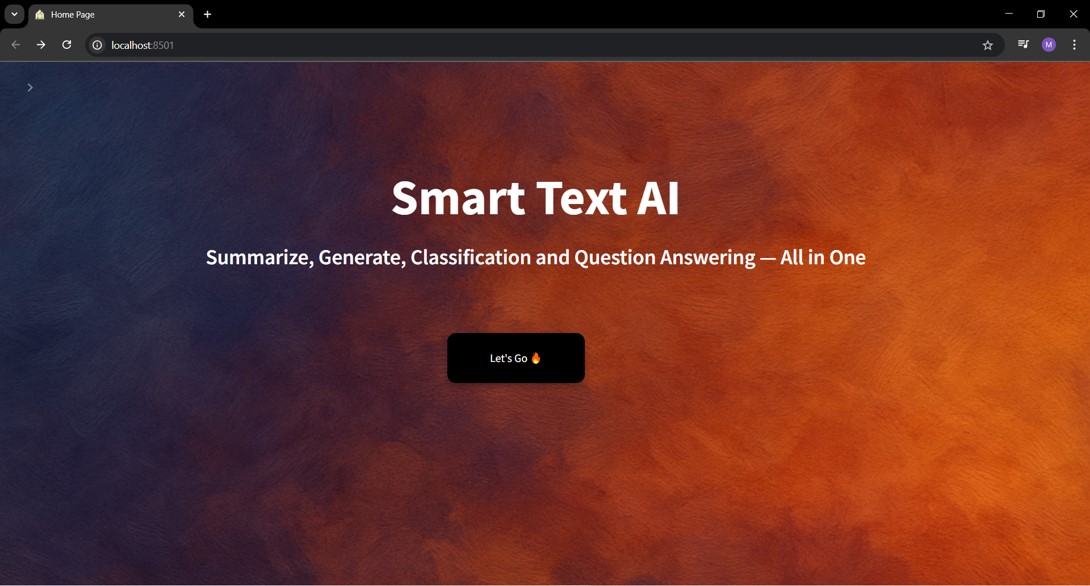 Home Page
localhost:8501
M
Smart Text AI
Summarize, Generate, Classification and Question Answering — All in One
Let's Go 🔥